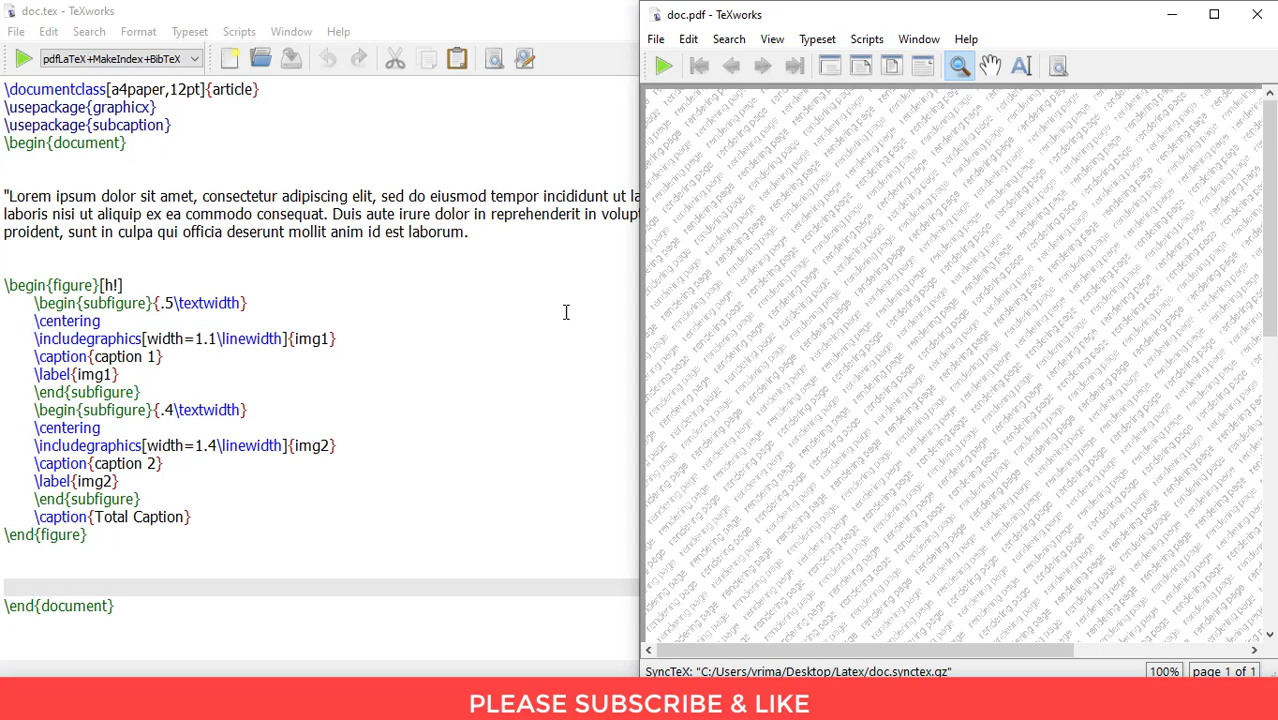 doc.tex - TeXworks
File Edit Search Format Typeset Scripts Window Help
pdfLaTeX+MakeIndex+BibTeX
\documentclass[a4paper,12pt]{article}
\usepackage{graphicx}
\usepackage{subcaption}
\begin{document}
"Lorem ipsum dolor sit amet, consectetur adipiscing elit, sed do eiusmod tempor incididunt ut la
laboris nisi ut aliquip ex ea commodo consequat. Duis aute irure dolor in reprehenderit in volupt
proident, sunt in culpa qui officia deserunt mollit anim id est laborum.
\begin{figure}[h!]
\begin{subfigure}{.5\textwidth}
\centering
\includegraphics[width=1.1\linewidth]{img1}
\caption{caption 1}
\label{img1}
\end{subfigure}
\begin{subfigure}{.4\textwidth}
\centering
\includegraphics[width=1.4\linewidth]{img2}
\caption{caption 2}
\label{img2}
\end{subfigure}
\caption{Total Caption}
\end{figure}
\end{document}
doc.pdf - TeXworks
File Edit Search View Typeset Scripts Window Help
rendering page
SyncTeX: "C:/Users/vrima/Desktop/Latex/doc.synctex.gz"
100% page 1 of 1
PLEASE SUBSCRIBE & LIKE